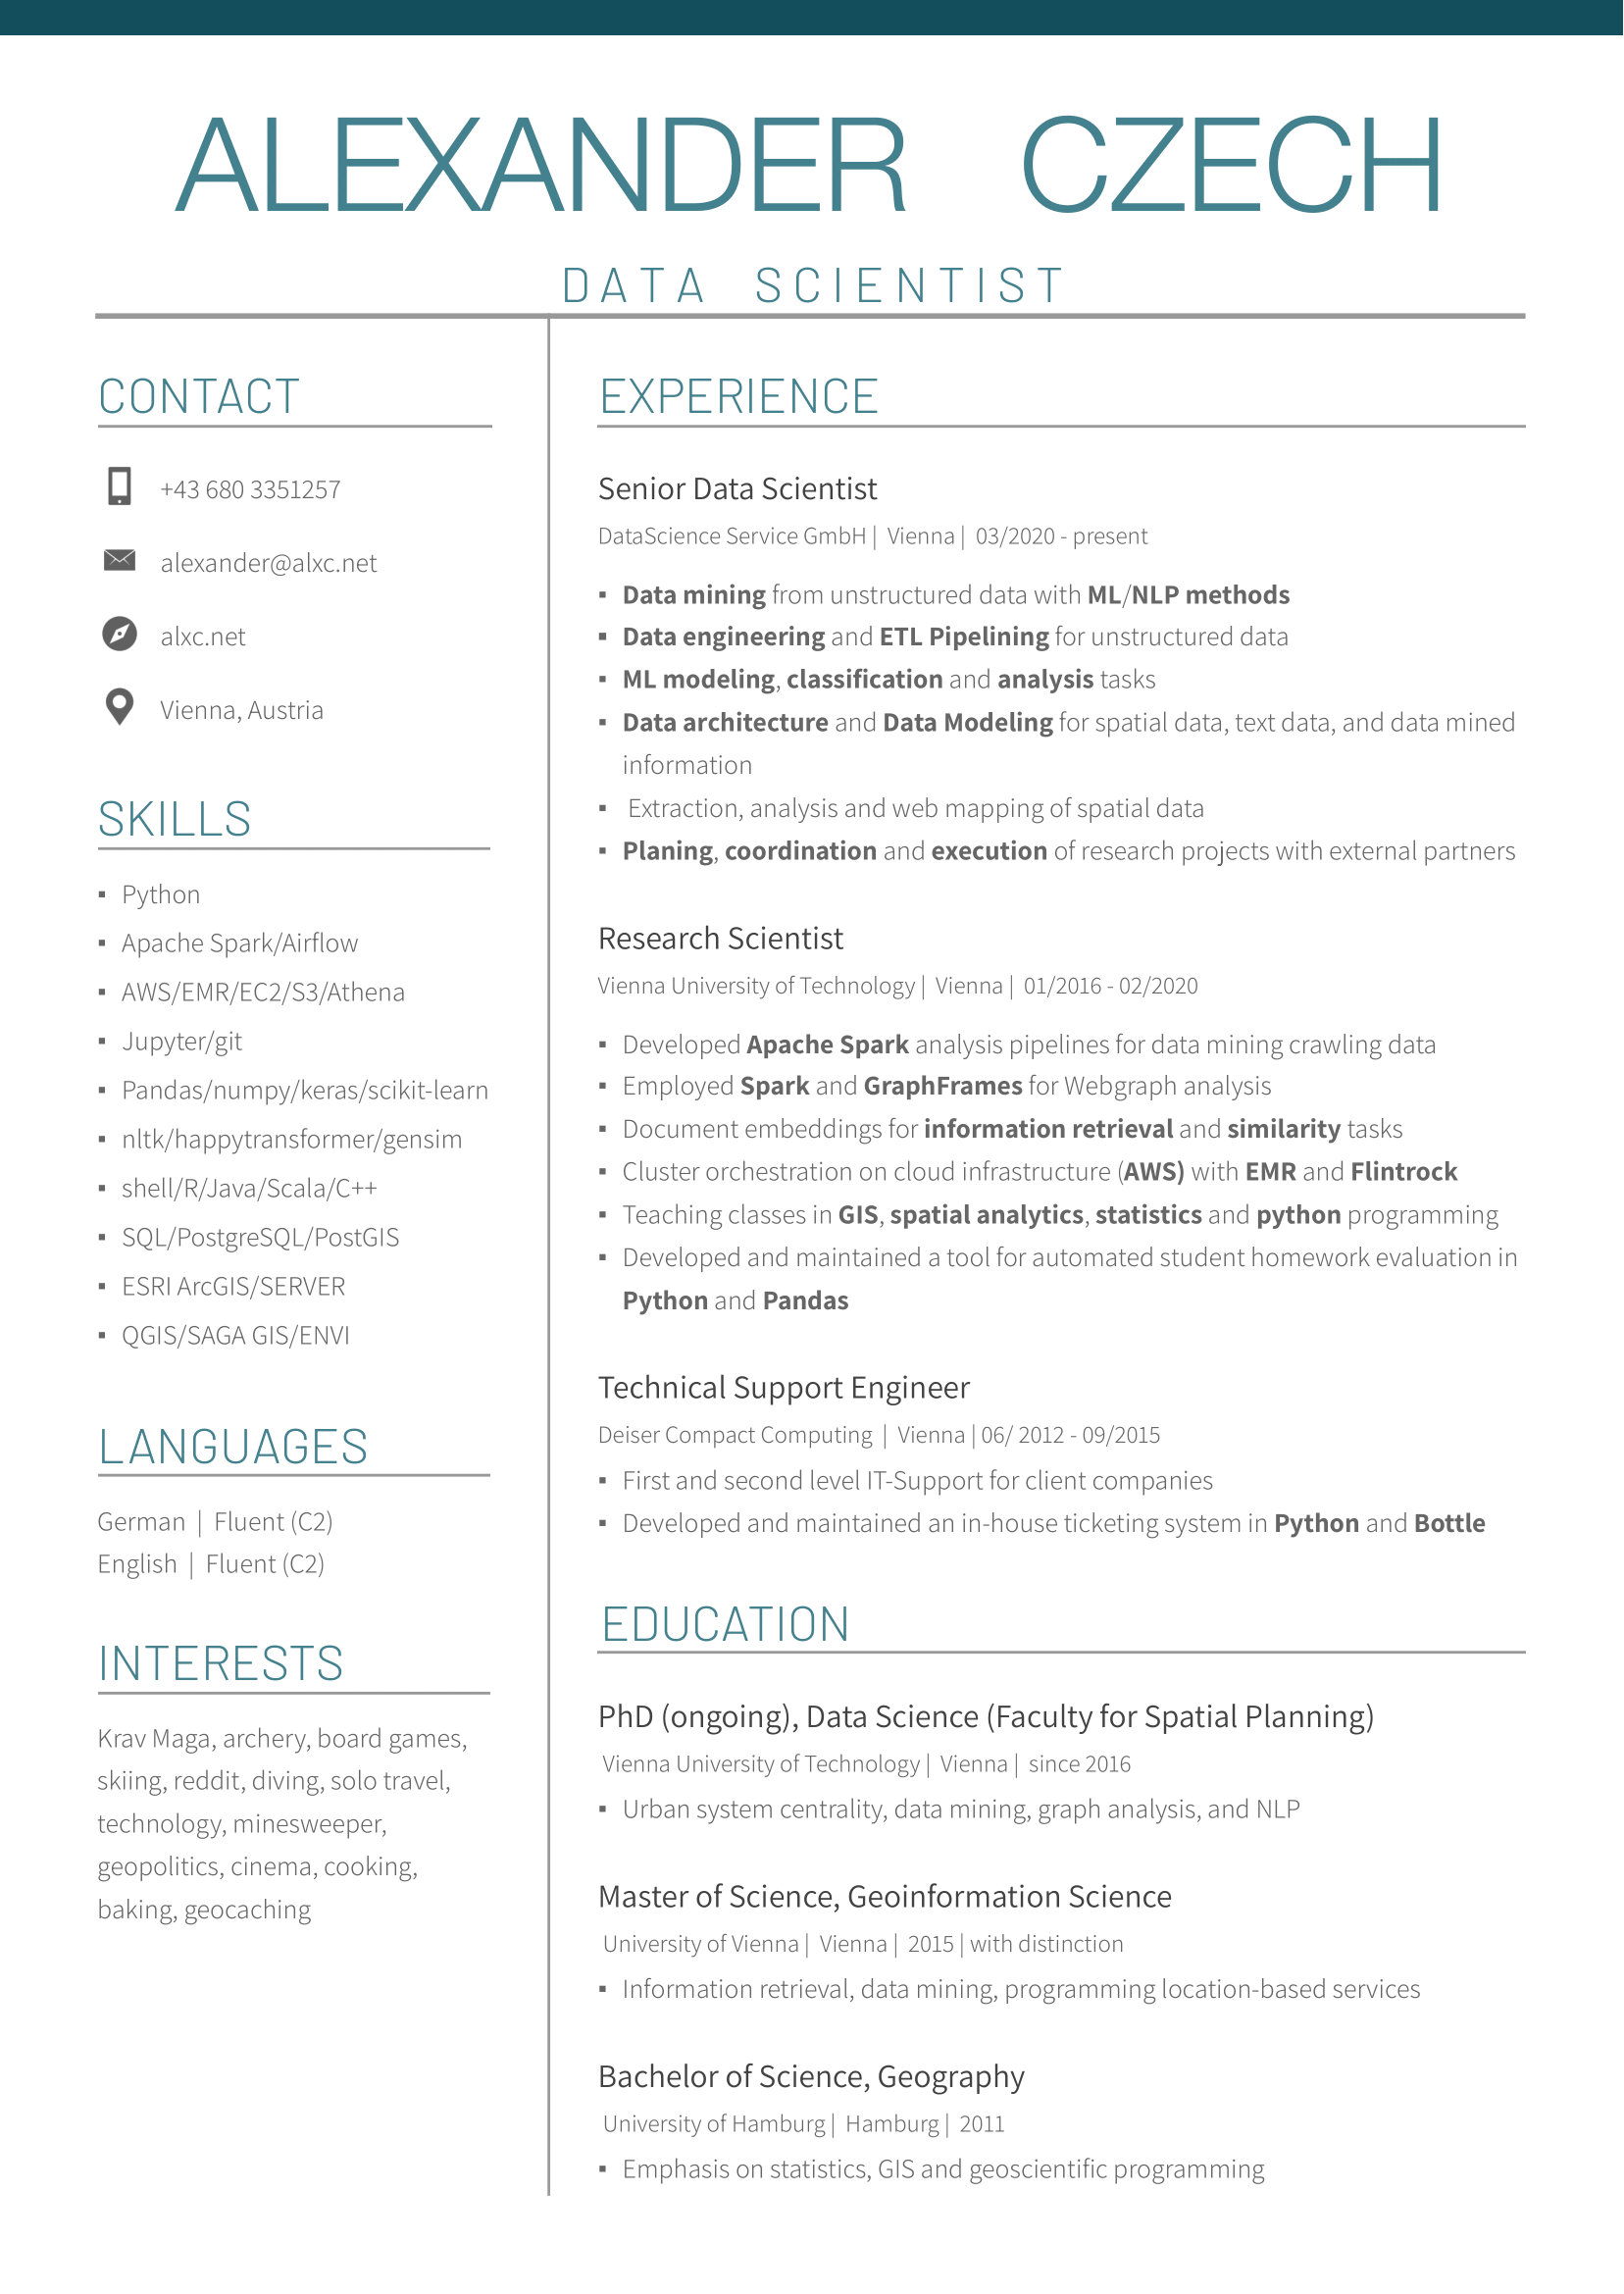 ALEXANDER CZECH
DATA SCIENTIST
CONTACT
+43 680 3351257
alexander@alxc.net
alxc.net
Vienna, Austria
SKILLS
▪ Python
▪ Apache Spark/Airflow
▪ AWS/EMR/EC2/S3/Athena
▪ Jupyter/git
▪ Pandas/numpy/keras/scikit-learn
▪ nltk/happytransformer/gensim
▪ shell/R/Java/Scala/C++
▪ SQL/PostgreSQL/PostGIS
▪ ESRI ArcGIS/SERVER
▪ QGIS/SAGA GIS/ENVI
LANGUAGES
German | Fluent (C2)
English | Fluent (C2)
INTERESTS
Krav Maga, archery, board games,
skiing, reddit, diving, solo travel,
technology, minesweeper,
geopolitics, cinema, cooking,
baking, geocaching
EXPERIENCE
Senior Data Scientist
DataScience Service GmbH | Vienna | 03/2020 - present
▪ Data mining from unstructured data with ML/NLP methods
▪ Data engineering and ETL Pipelining for unstructured data
▪ ML modeling, classification and analysis tasks
▪ Data architecture and Data Modeling for spatial data, text data, and data mined
information
▪ Extraction, analysis and web mapping of spatial data
▪ Planing, coordination and execution of research projects with external partners
Research Scientist
Vienna University of Technology | Vienna | 01/2016 - 02/2020
▪ Developed Apache Spark analysis pipelines for data mining crawling data
▪ Employed Spark and GraphFrames for Webgraph analysis
▪ Document embeddings for information retrieval and similarity tasks
▪ Cluster orchestration on cloud infrastructure (AWS) with EMR and Flintrock
▪ Teaching classes in GIS, spatial analytics, statistics and python programming
▪ Developed and maintained a tool for automated student homework evaluation in
Python and Pandas
Technical Support Engineer
Deiser Compact Computing | Vienna | 06/ 2012 - 09/2015
▪ First and second level IT-Support for client companies
▪ Developed and maintained an in-house ticketing system in Python and Bottle
EDUCATION
PhD (ongoing), Data Science (Faculty for Spatial Planning)
Vienna University of Technology | Vienna | since 2016
▪ Urban system centrality, data mining, graph analysis, and NLP
Master of Science, Geoinformation Science
University of Vienna | Vienna | 2015 | with distinction
▪ Information retrieval, data mining, programming location-based services
Bachelor of Science, Geography
University of Hamburg | Hamburg | 2011
▪ Emphasis on statistics, GIS and geoscientific programming